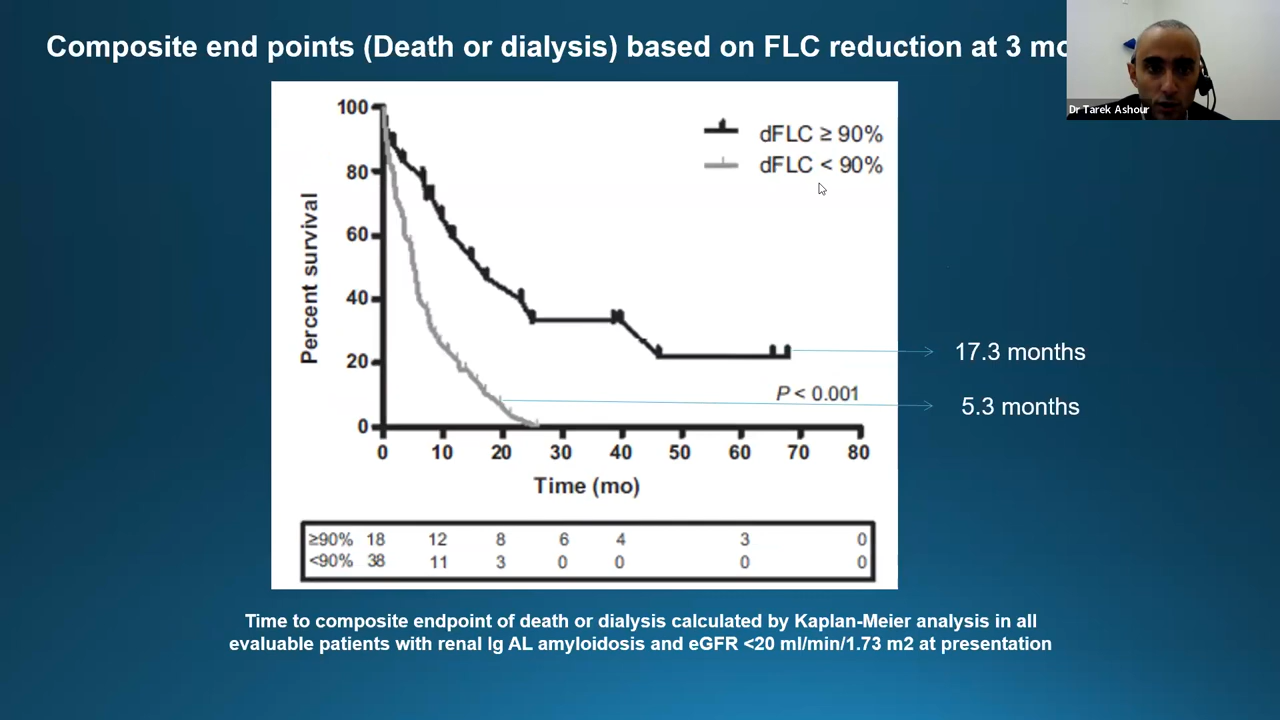 Composite end points (Death or dialysis) based on FLC reduction at 3 mo
Dr Tarek Ashour
dFLC ≥ 90%
dFLC < 90%
Percent survival
100
80
60
40
20
0
17.3 months
P < 0.001
5.3 months
0 10 20 30 40 50 60 70 80
Time (mo)
≥90% 18 12 8 6 4 3 0
<90% 38 11 3 0 0 0 0
Time to composite endpoint of death or dialysis calculated by Kaplan-Meier analysis in all
evaluable patients with renal Ig AL amyloidosis and eGFR <20 ml/min/1.73 m2 at presentation